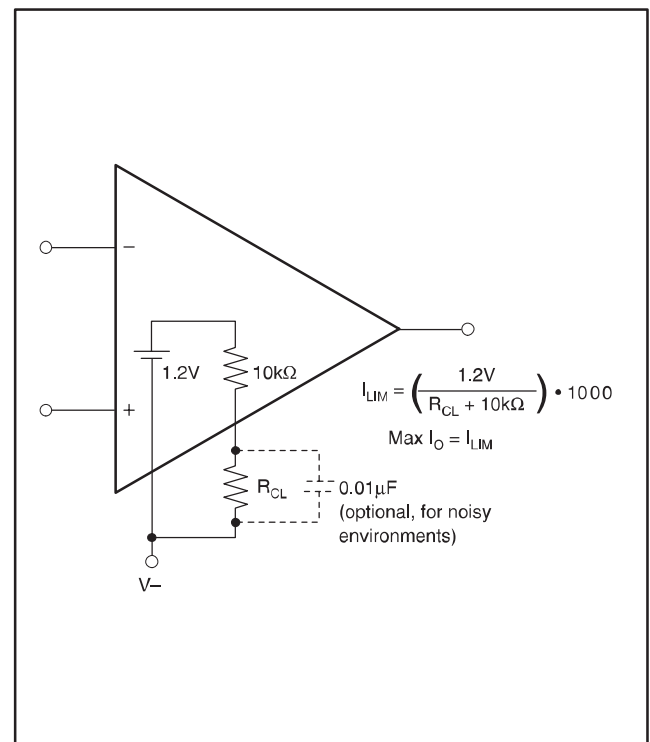 −
1.2V
10kΩ
+
I_LIM = (1.2V / (R_CL + 10kΩ)) • 1000
Max I_O = I_LIM
R_CL
0.01μF
(optional, for noisy
environments)
V−